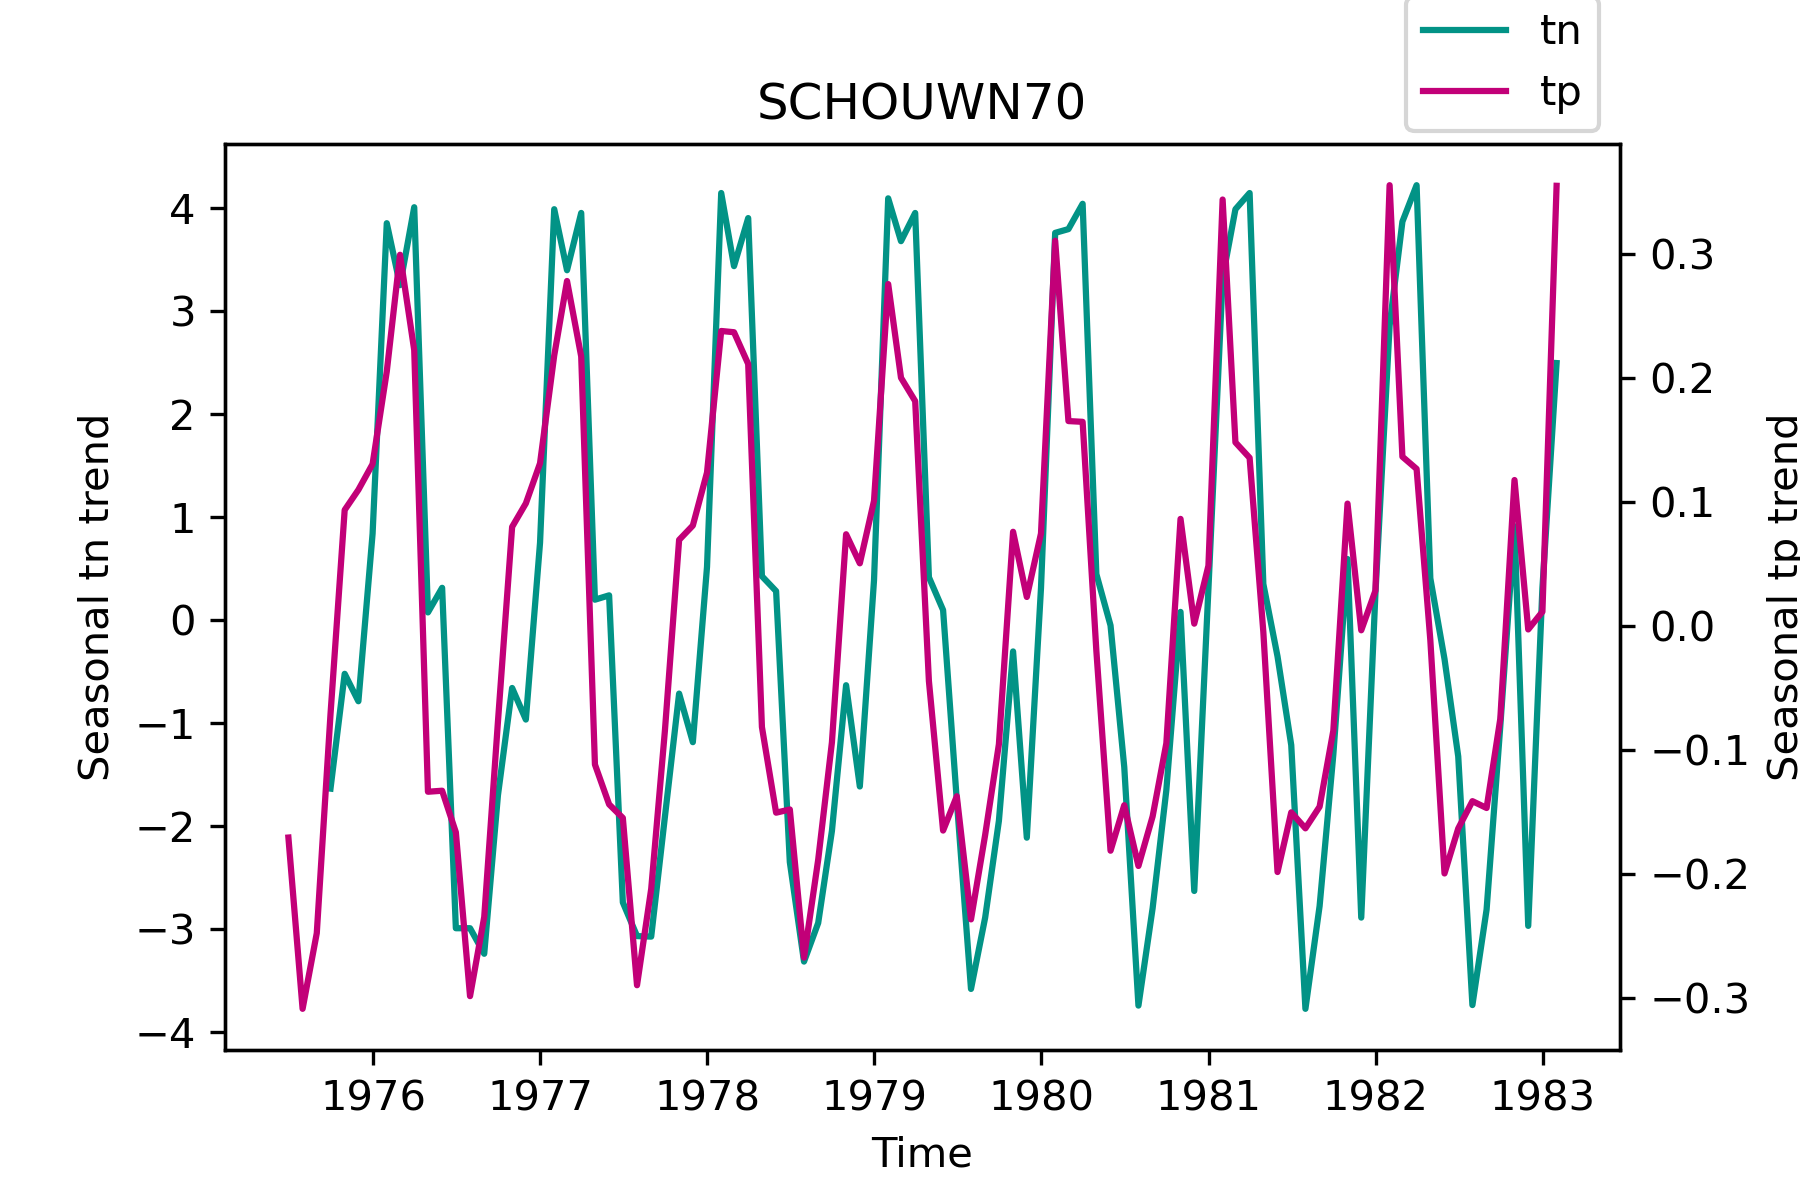 tn
tp
SCHOUWN70
Seasonal tn trend
4
3
2
1
0
−1
−2
−3
−4
0.3
0.2
0.1
0.0
−0.1
−0.2
−0.3
Seasonal tp trend
1976 1977 1978 1979 1980 1981 1982 1983
Time